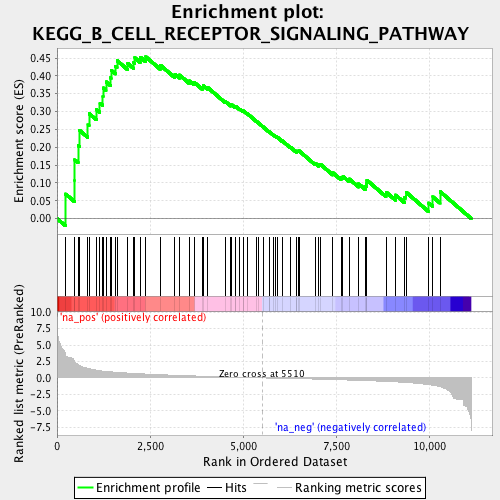 Enrichment plot:
KEGG_B_CELL_RECEPTOR_SIGNALING_PATHWAY
Enrichment score (ES)
0.45
0.40
0.35
0.30
0.25
0.20
0.15
0.10
0.05
0.00
Ranked list metric (PreRanked)
10.0
7.5
5.0
2.5
0.0
-2.5
-5.0
-7.5
'na_pos' (positively correlated)
Zero cross at 5510
'na_neg' (negatively correlated)
0
2,500
5,000
7,500
10,000
Rank in Ordered Dataset
Enrichment profile
Hits
Ranking metric scores